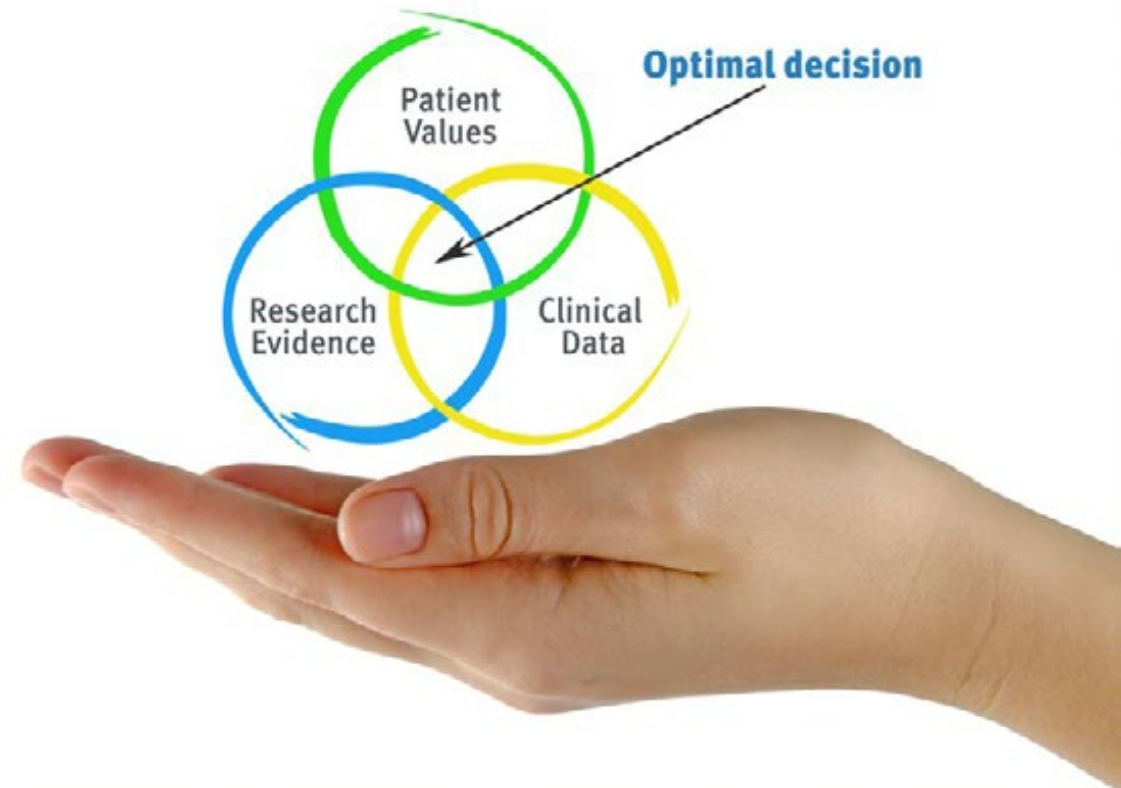 Optimal decision
Patient
Values
Research
Evidence
Clinical
Data